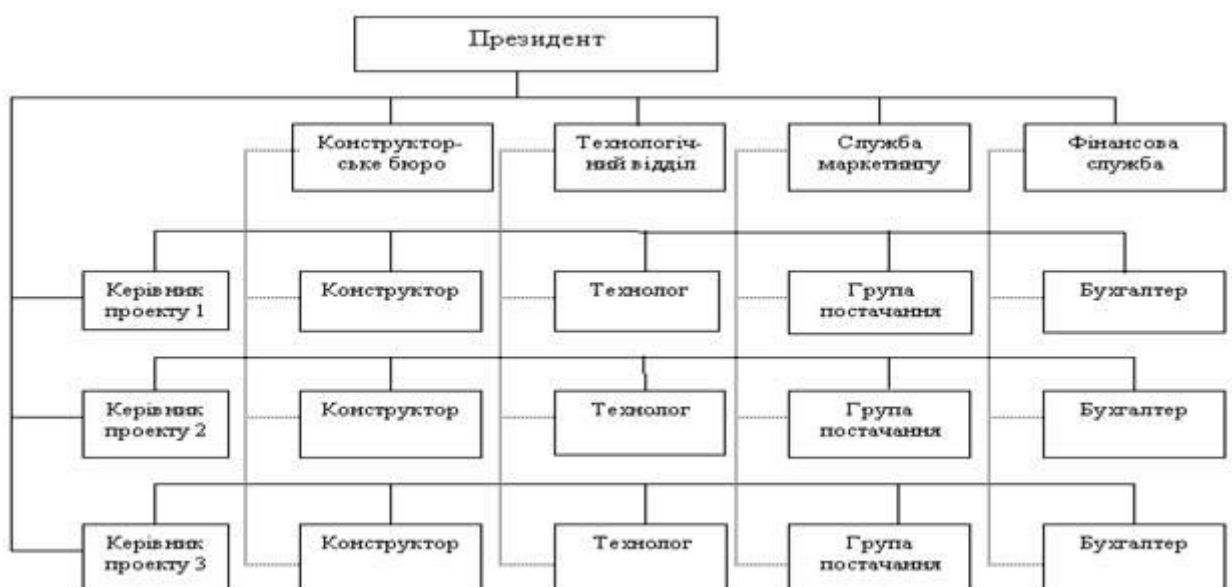 Президент
Конструктор-
ське бюро
Технологіч-
ний відділ
Служба
маркетингу
Фінансова
служба
Керівник
проекту 1
Конструктор
Технолог
Група
постачання
Бухгалтер
Керівник
проекту 2
Конструктор
Технолог
Група
постачання
Бухгалтер
Керівник
проекту 3
Конструктор
Технолог
Група
постачання
Бухгалтер